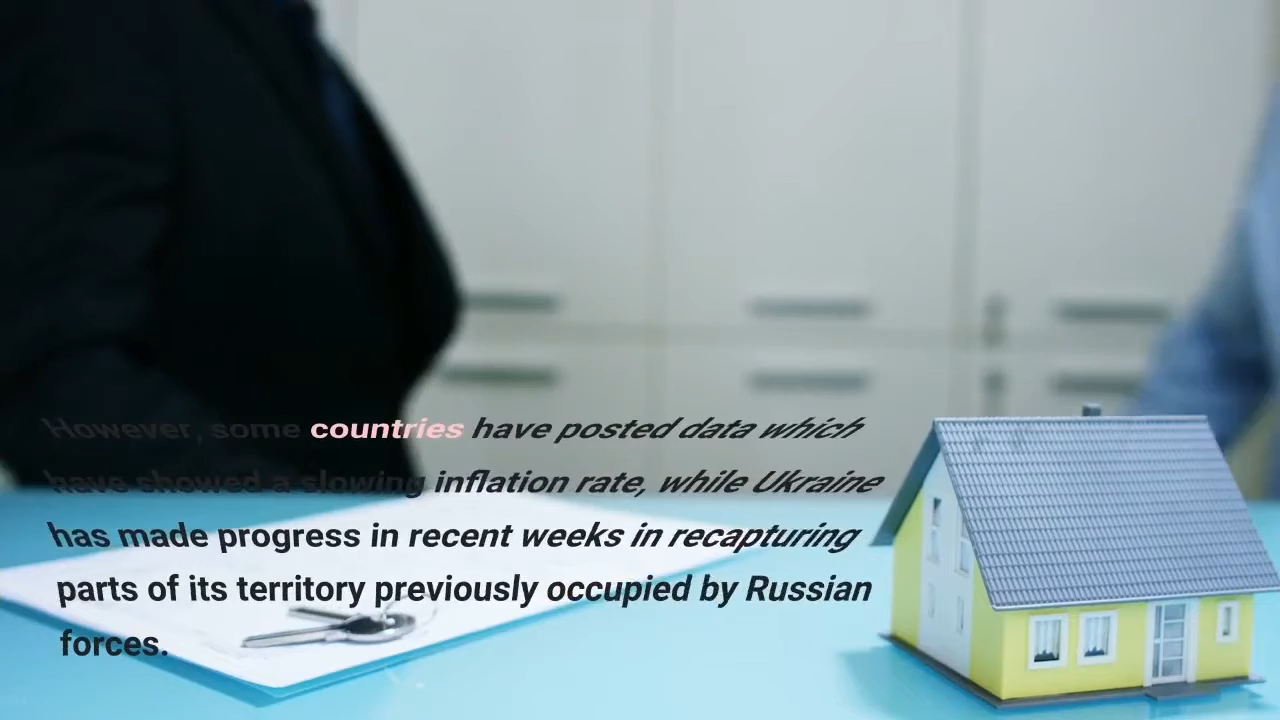 However, some countries have posted data which
have showed a slowing inflation rate, while Ukraine
has made progress in recent weeks in recapturing
parts of its territory previously occupied by Russian
forces.